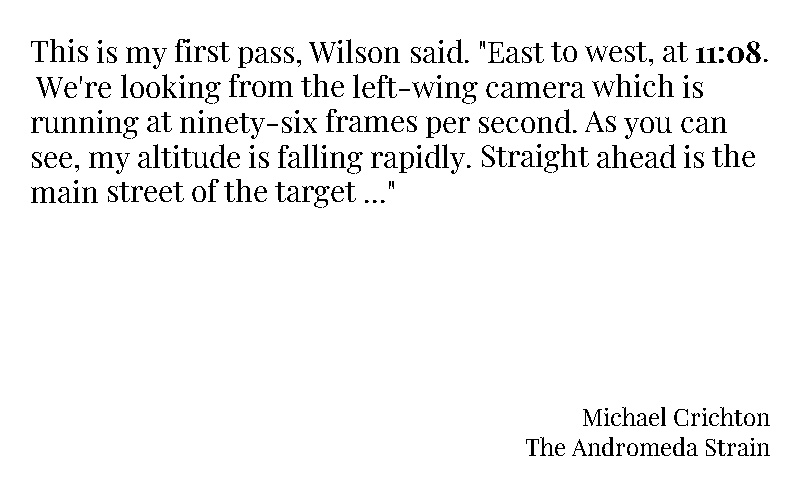 This is my first pass, Wilson said. "East to west, at 11:08.
We're looking from the left-wing camera which is
running at ninety-six frames per second. As you can
see, my altitude is falling rapidly. Straight ahead is the
main street of the target ..."
Michael Crichton
The Andromeda Strain